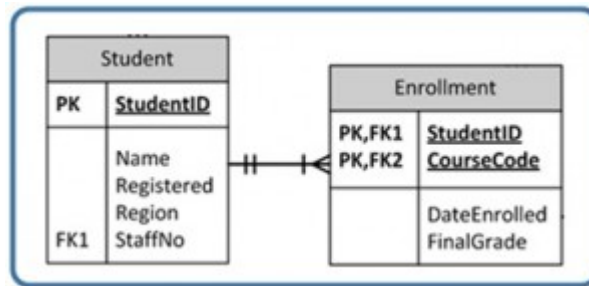 Student
PK StudentID
Name
Registered
Region
FK1 StaffNo
Enrollment
PK,FK1 StudentID
PK,FK2 CourseCode
DateEnrolled
FinalGrade